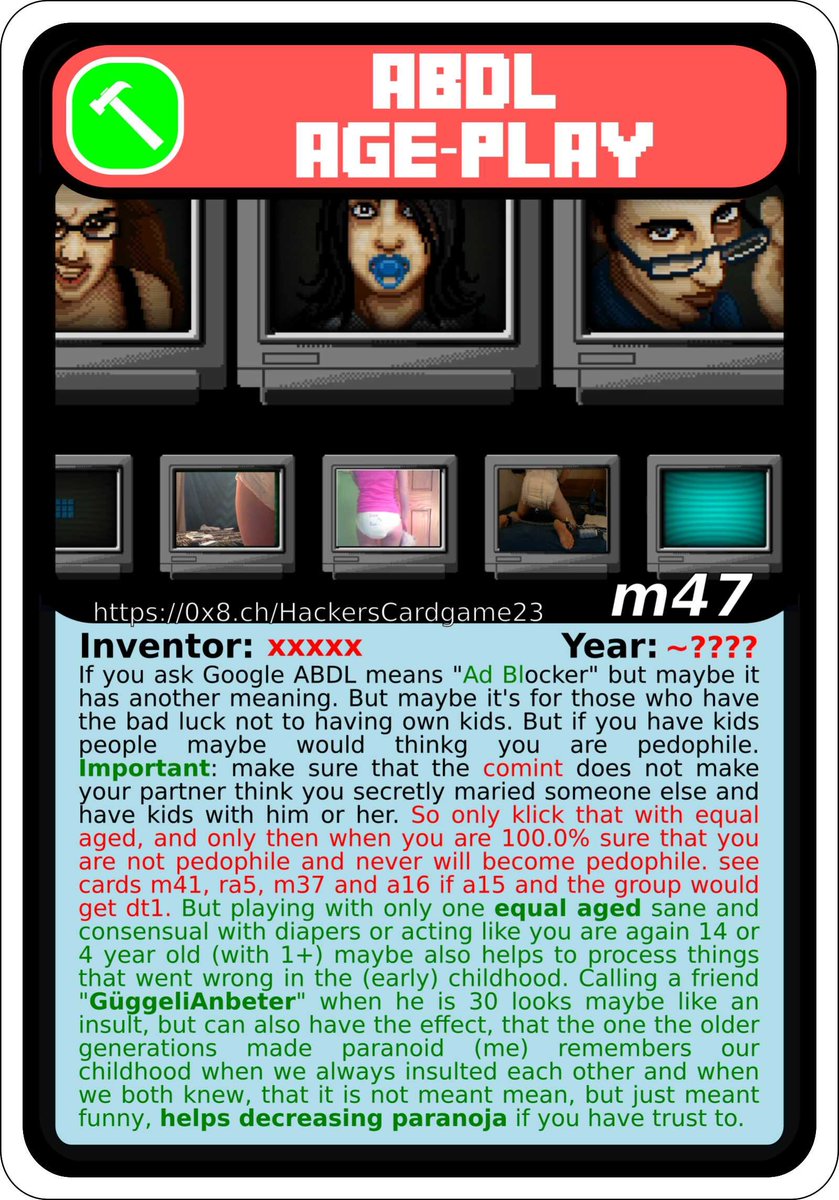 ABDL
AGE-PLAY
m47
https://0x8.ch/HackersCardgame23
Inventor: xxxxx Year: ~????
If you ask Google ABDL means "Ad Blocker" but maybe it
has another meaning. But maybe it's for those who have
the bad luck not to having own kids. But if you have kids
people maybe would thinkg you are pedophile.
Important: make sure that the comint does not make
your partner think you secretly maried someone else and
have kids with him or her. So only klick that with equal
aged, and only then when you are 100.0% sure that you
are not pedophile and never will become pedophile. see
cards m41, ra5, m37 and a16 if a15 and the group would
get dt1. But playing with only one equal aged sane and
consensual with diapers or acting like you are again 14 or
4 year old (with 1+) maybe also helps to process things
that went wrong in the (early) childhood. Calling a friend
"GüggeliAnbeter" when he is 30 looks maybe like an
insult, but can also have the effect, that the one the older
generations made paranoid (me) remembers our
childhood when we always insulted each other and when
we both knew, that it is not meant mean, but just meant
funny, helps decreasing paranoja if you have trust to.